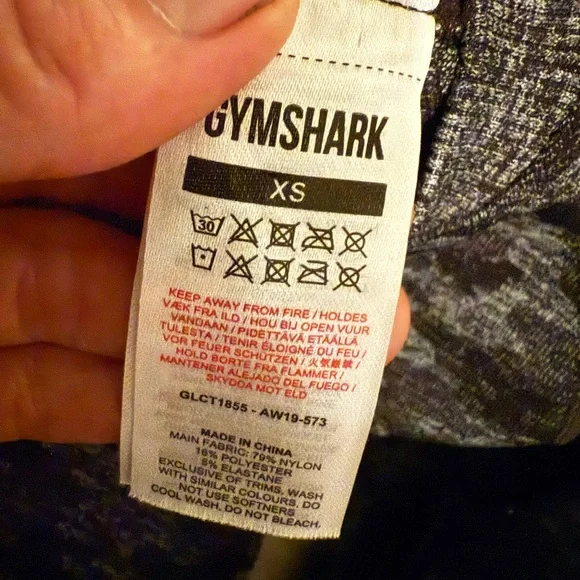 GYMSHARK
XS
30
KEEP AWAY FROM FIRE / HOLDES
VÆK FRA ILD / HOU BIJ OPEN VUUR
VANDAAN / PIDETTÄVÄ ETÄÄLLÄ
TULESTA / TENIR ÉLOIGNÉ DU FEU /
VOR FEUER SCHÜTZEN / 火気厳禁 /
HOLD BORTE FRA FLAMMER /
MANTENER ALEJADO DEL FUEGO /
SKYDDA MOT ELD
GLCT1855 - AW19-573
MADE IN CHINA
MAIN FABRIC: 79% NYLON
16% POLYESTER
5% ELASTANE
EXCLUSIVE OF TRIMS. WASH
WITH SIMILAR COLOURS. DO
NOT USE SOFTNERS
COOL WASH. DO NOT BLEACH.